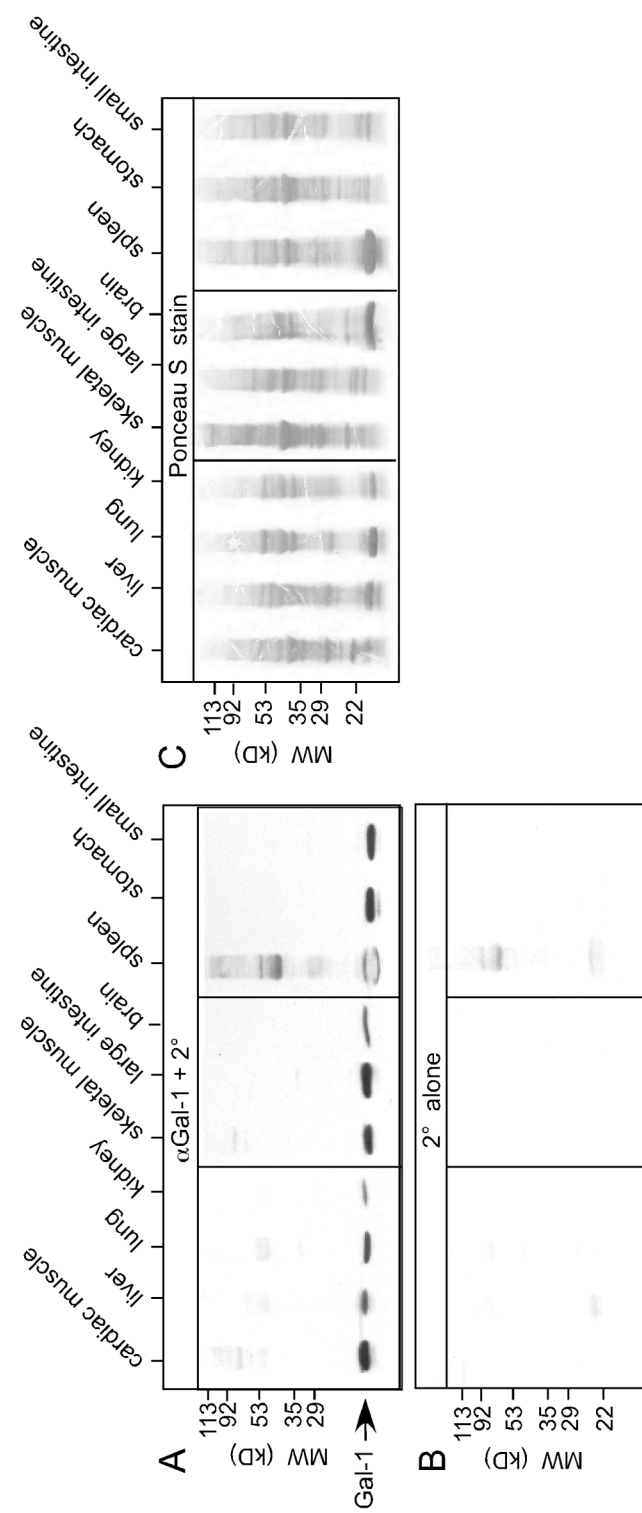 A
cardiac muscle
liver
lung
kidney
skeletal muscle
large intestine
brain
spleen
stomach
small intestine
αGal-1 + 2°
MW (kD)
113
92
53
35
29
Gal-1
B
2° alone
MW (kD)
113
92
53
35
29
22
C
cardiac muscle
liver
lung
kidney
skeletal muscle
large intestine
brain
spleen
stomach
small intestine
Ponceau S stain
MW (kD)
113
92
53
35
29
22